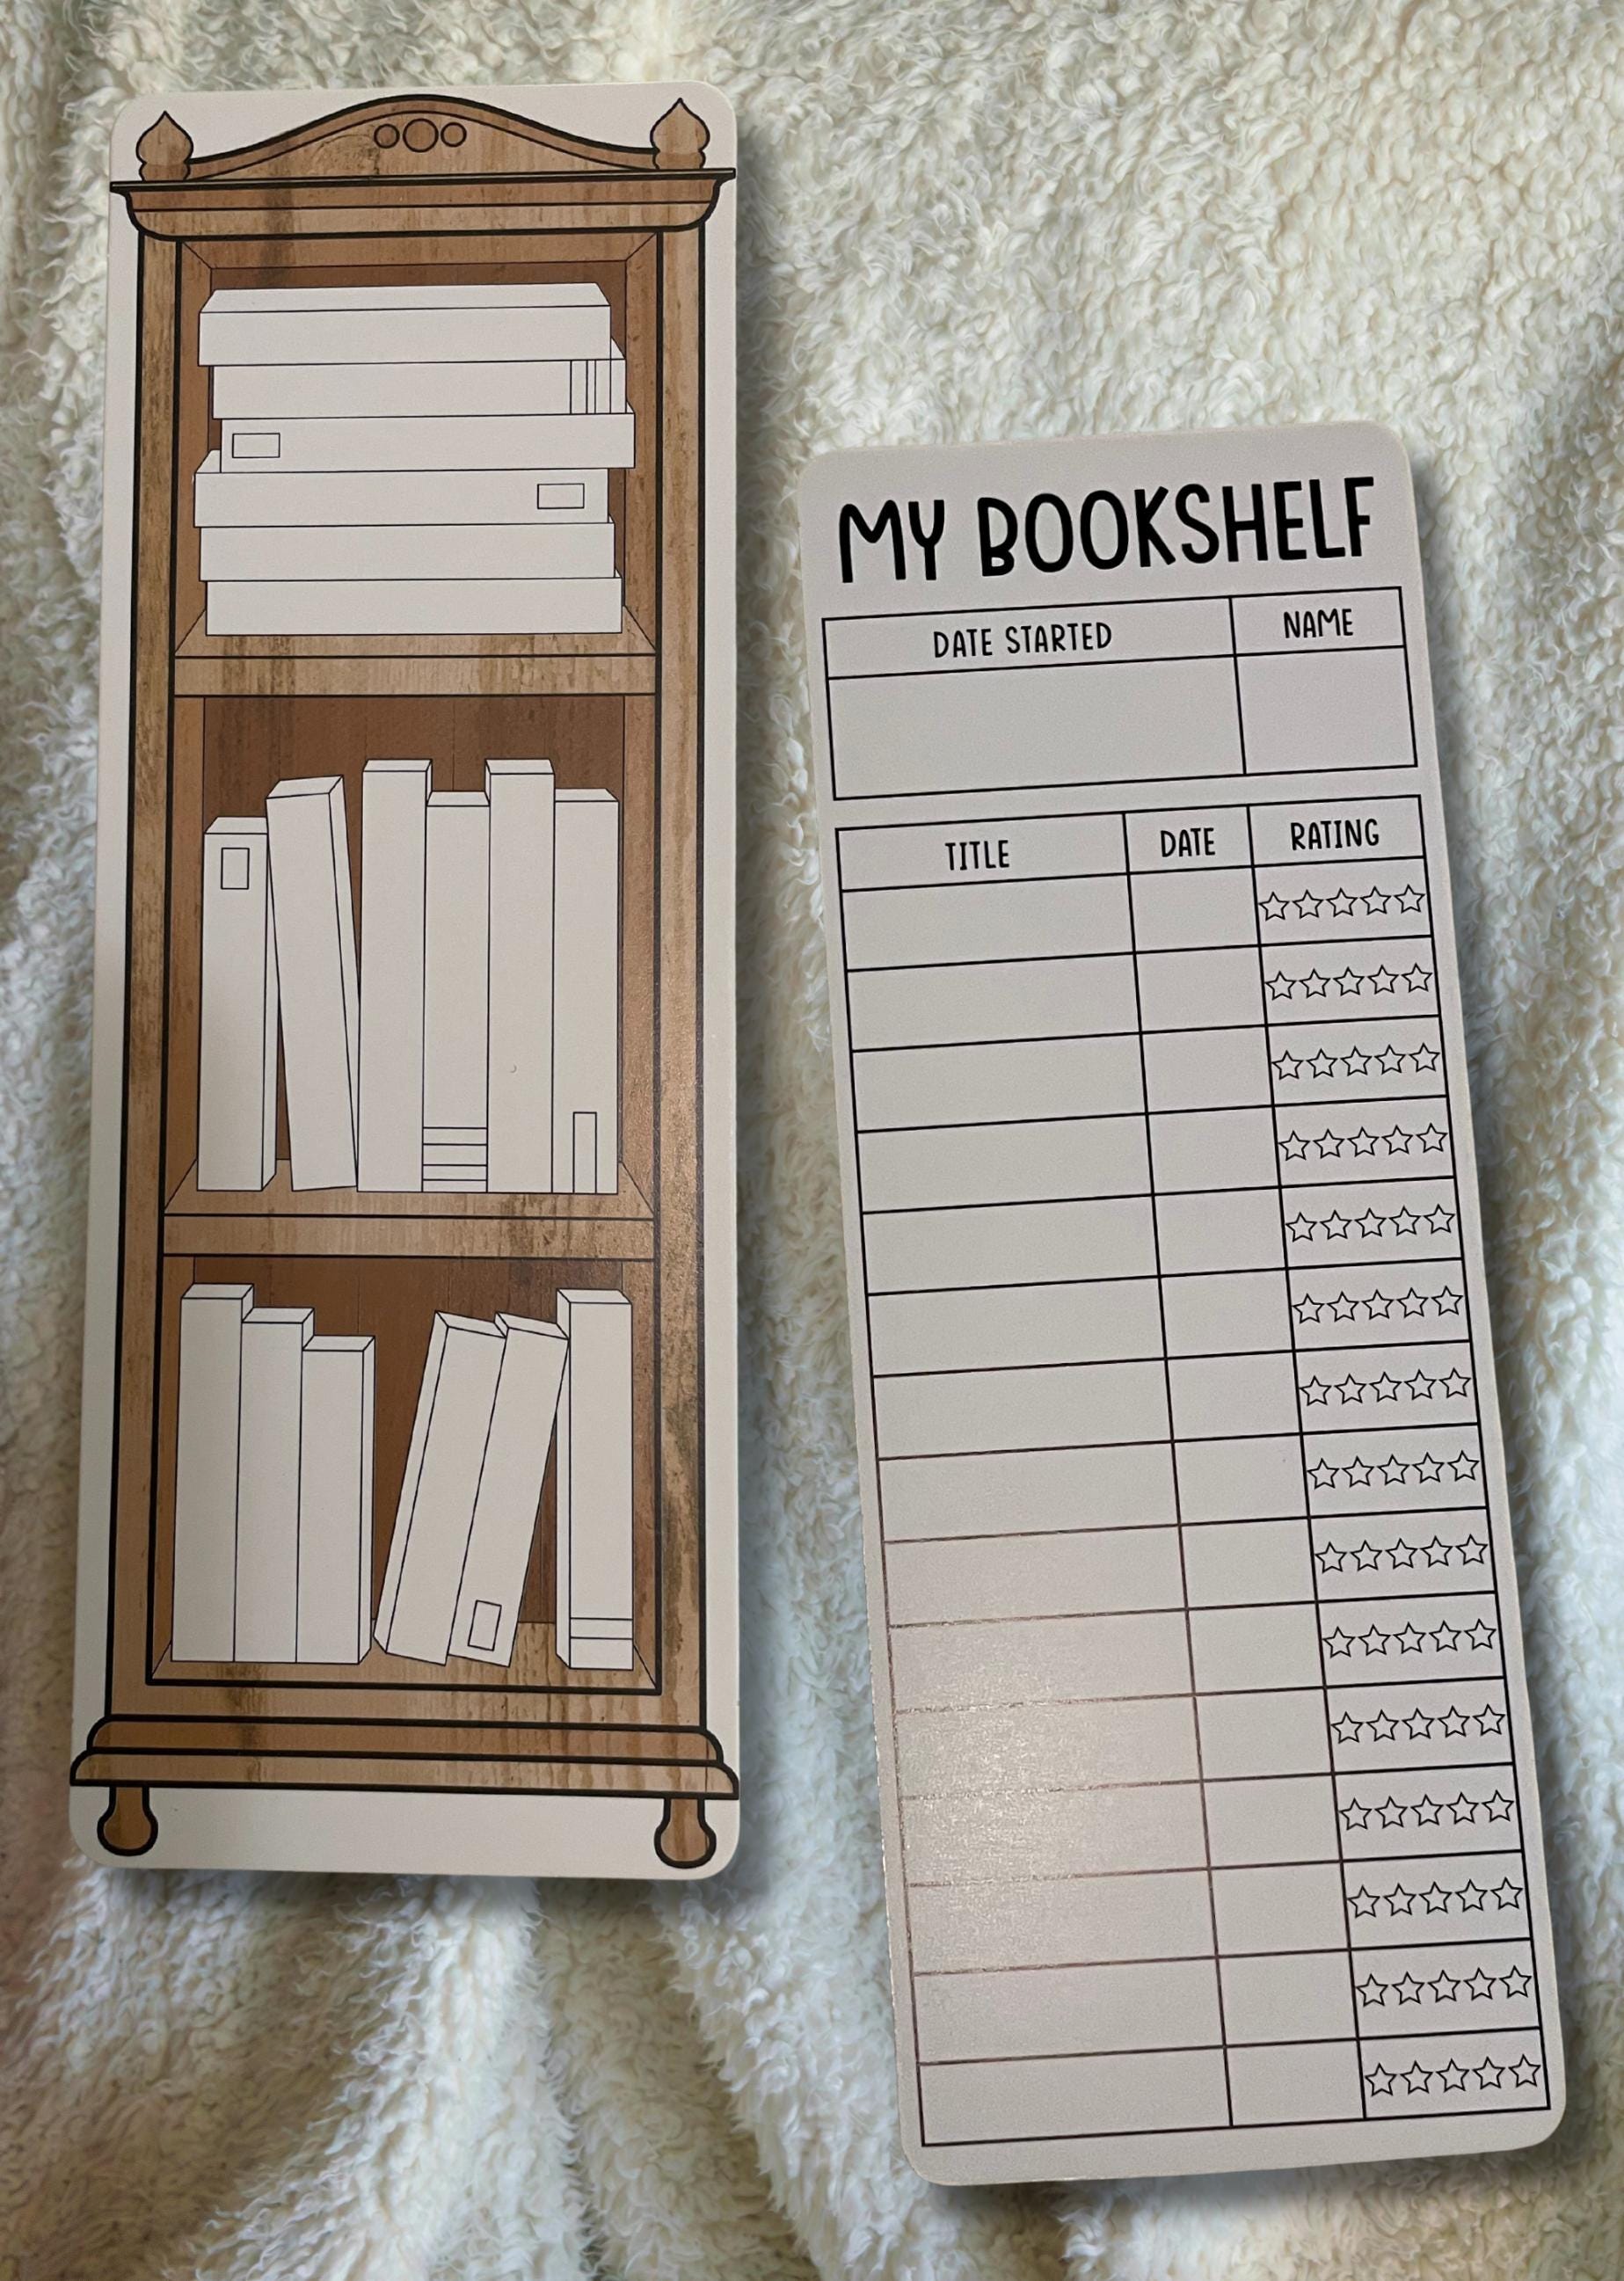 MY BOOKSHELF
DATE STARTED NAME
TITLE DATE RATING